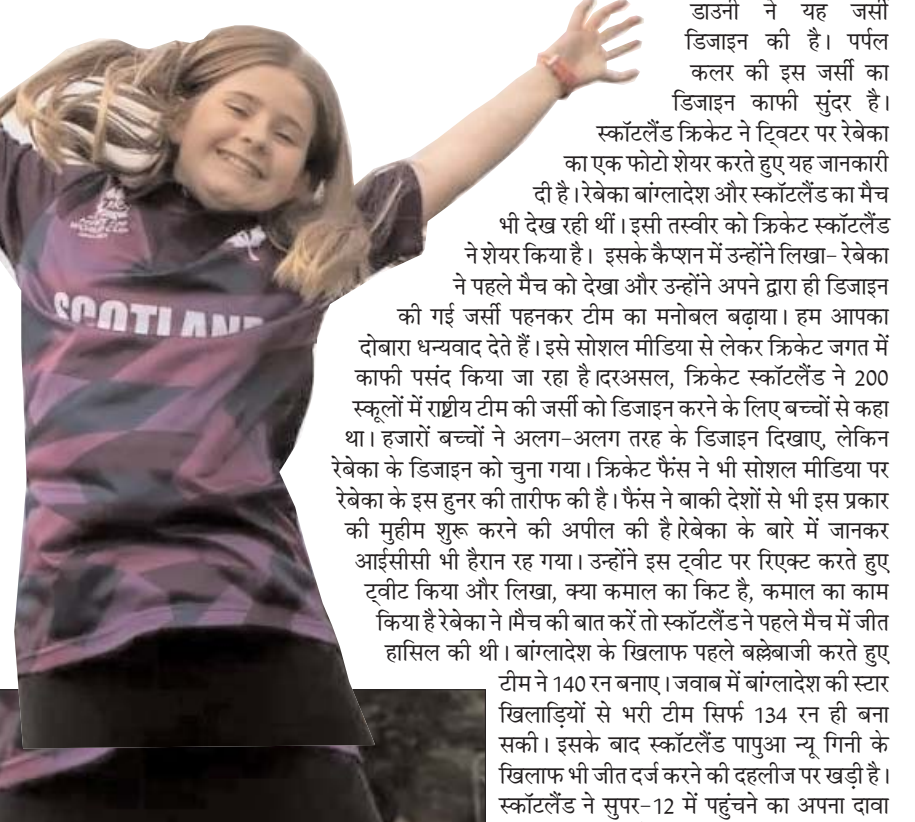 डाउनी ने यह जर्सी
डिजाइन की है। पर्पल
कलर की इस जर्सी का
डिजाइन काफी सुंदर है।
स्कॉटलैंड क्रिकेट ने ट्विटर पर रेबेका
का एक फोटो शेयर करते हुए यह जानकारी
दी है। रेबेका बांग्लादेश और स्कॉटलैंड का मैच
भी देख रही थीं। इसी तस्वीर को क्रिकेट स्कॉटलैंड
ने शेयर किया है। इसके कैप्शन में उन्होंने लिखा- रेबेका
ने पहले मैच को देखा और उन्होंने अपने द्वारा ही डिजाइन
की गई जर्सी पहनकर टीम का मनोबल बढ़ाया। हम आपका
दोबारा धन्यवाद देते हैं। इसे सोशल मीडिया से लेकर क्रिकेट जगत में
काफी पसंद किया जा रहा है।दरअसल, क्रिकेट स्कॉटलैंड ने 200
स्कूलों में राष्ट्रीय टीम की जर्सी को डिजाइन करने के लिए बच्चों से कहा
था। हजारों बच्चों ने अलग-अलग तरह के डिजाइन दिखाए, लेकिन
रेबेका के डिजाइन को चुना गया। क्रिकेट फैंस ने भी सोशल मीडिया पर
रेबेका के इस हुनर की तारीफ की है। फैंस ने बाकी देशों से भी इस प्रकार
की मुहीम शुरू करने की अपील की है।रेबेका के बारे में जानकर
आईसीसी भी हैरान रह गया। उन्होंने इस ट्वीट पर रिएक्ट करते हुए
ट्वीट किया और लिखा, क्या कमाल का किट है, कमाल का काम
किया है रेबेका ने।मैच की बात करें तो स्कॉटलैंड ने पहले मैच में जीत
हासिल की थी। बांग्लादेश के खिलाफ पहले बल्लेबाजी करते हुए
टीम ने 140 रन बनाए। जवाब में बांग्लादेश की स्टार
खिलाड़ियों से भरी टीम सिर्फ 134 रन ही बना
सकी। इसके बाद स्कॉटलैंड पापुआ न्यू गिनी के
खिलाफ भी जीत दर्ज करने की दहलीज पर खड़ी है।
स्कॉटलैंड ने सुपर-12 में पहुंचने का अपना दावा
WORLD CUP
SCOTLAND